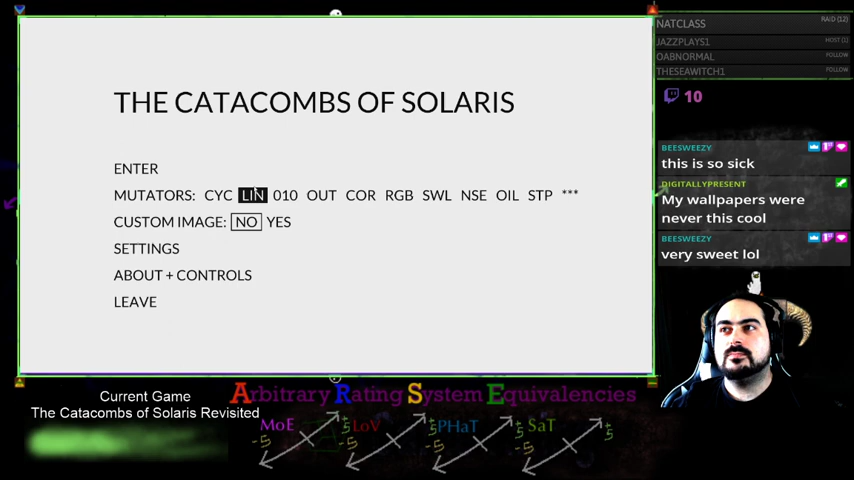 THE CATACOMBS OF SOLARIS
ENTER
MUTATORS: CYC LIN 010 OUT COR RGB SWL NSE OIL STP ***
CUSTOM IMAGE: NO YES
SETTINGS
ABOUT + CONTROLS
LEAVE
NATCLASS RAID (12)
JAZZPLAYS1 HOST (1)
OABNORMAL FOLLOW
THESEAWITCH1 FOLLOW
10
BEESWEEZY
this is so sick
DIGITALLYPRESENT
My wallpapers were
never this cool
BEESWEEZY
very sweet lol
Current Game
The Catacombs of Solaris Revisited
Arbitrary Rating System Equivalencies
MoE LoV PHaT SaT
-5 +5 -5 +5 -5 +5 -5 +5